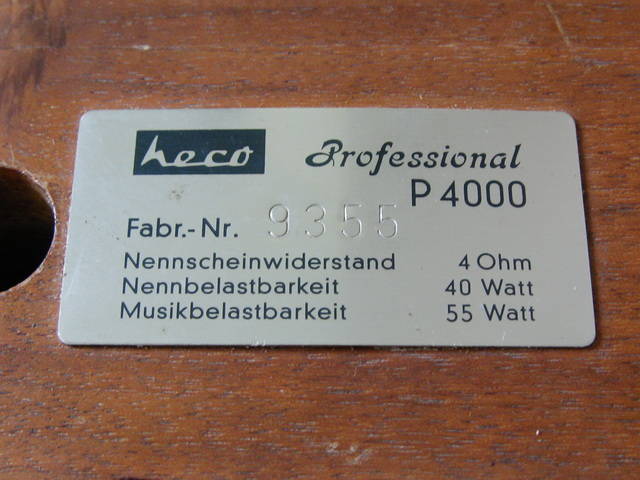 heco Professional
P 4000
Fabr.-Nr. 9355
Nennscheinwiderstand 4 Ohm
Nennbelastbarkeit 40 Watt
Musikbelastbarkeit 55 Watt